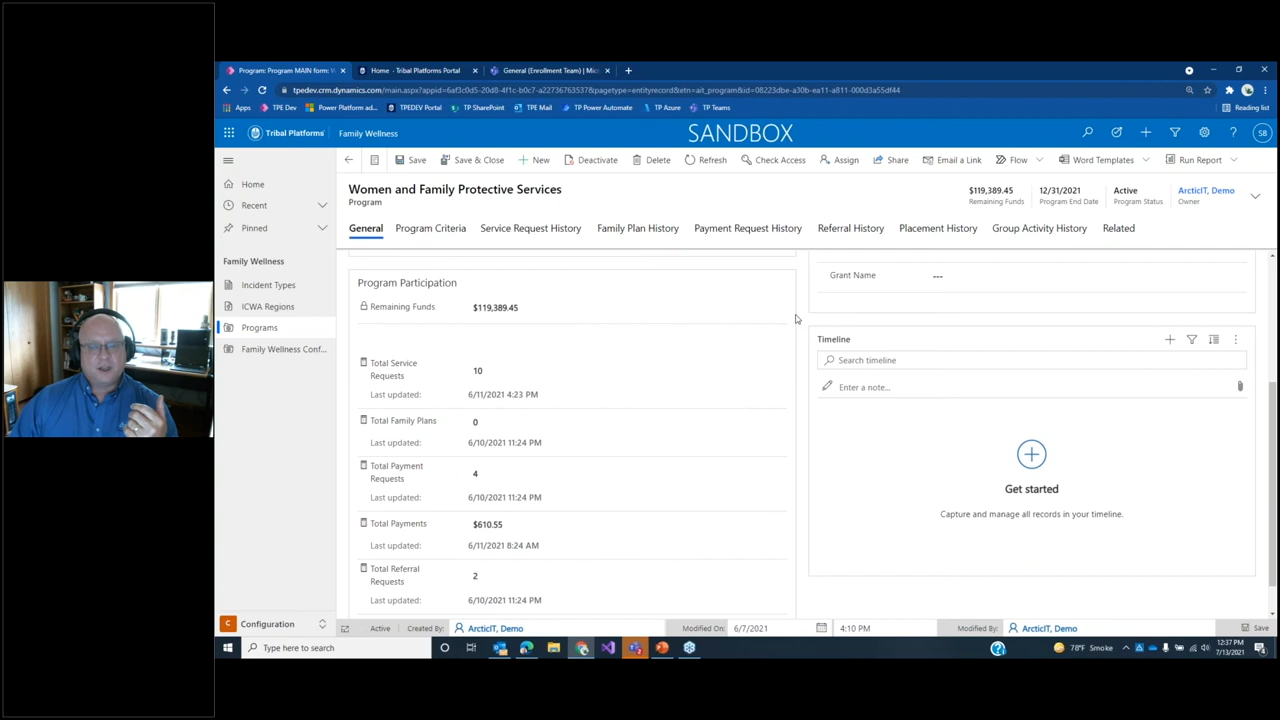 Program: Program MAIN form: W
Home - Tribal Platforms Portal
General (Enrollment Team) | Mic
tpedev.crm.dynamics.com/main.aspx?appid=6af3c0d5-20d8-4f1c-b0c7-a22736763537&pagetype=entityrecord&etn=ait_program&id=08223dbe-a30b-ea11-a811-000d3a55df44
Apps
TPE Dev
Power Platform ad...
TPEDEV Portal
TP SharePoint
TPE Mail
TP Power Automate
TP Azure
TP Teams
Reading list
Tribal Platforms
Family Wellness
SANDBOX
SB
Save
Save & Close
New
Deactivate
Delete
Refresh
Check Access
Assign
Share
Email a Link
Flow
Word Templates
Run Report
Home
Recent
Pinned
Family Wellness
Incident Types
ICWA Regions
Programs
Family Wellness Conf...
C
Configuration
Women and Family Protective Services
Program
$119,389.45
Remaining Funds
12/31/2021
Program End Date
Active
Program Status
ArcticIT, Demo
Owner
General
Program Criteria
Service Request History
Family Plan History
Payment Request History
Referral History
Placement History
Group Activity History
Related
Program Participation
Remaining Funds
$119,389.45
Total Service
Requests
10
Last updated:
6/11/2021 4:23 PM
Total Family Plans
0
Last updated:
6/10/2021 11:24 PM
Total Payment
Requests
4
Last updated:
6/10/2021 11:24 PM
Total Payments
$610.55
Last updated:
6/11/2021 8:24 AM
Total Referral
Requests
2
Last updated:
6/10/2021 11:24 PM
Grant Name
---
Timeline
Search timeline
Enter a note...
Get started
Capture and manage all records in your timeline.
Active
Created By:
ArcticIT, Demo
Modified On:
6/7/2021
4:10 PM
Modified By:
ArcticIT, Demo
Save
Type here to search
78°F Smoke
12:37 PM
7/13/2021